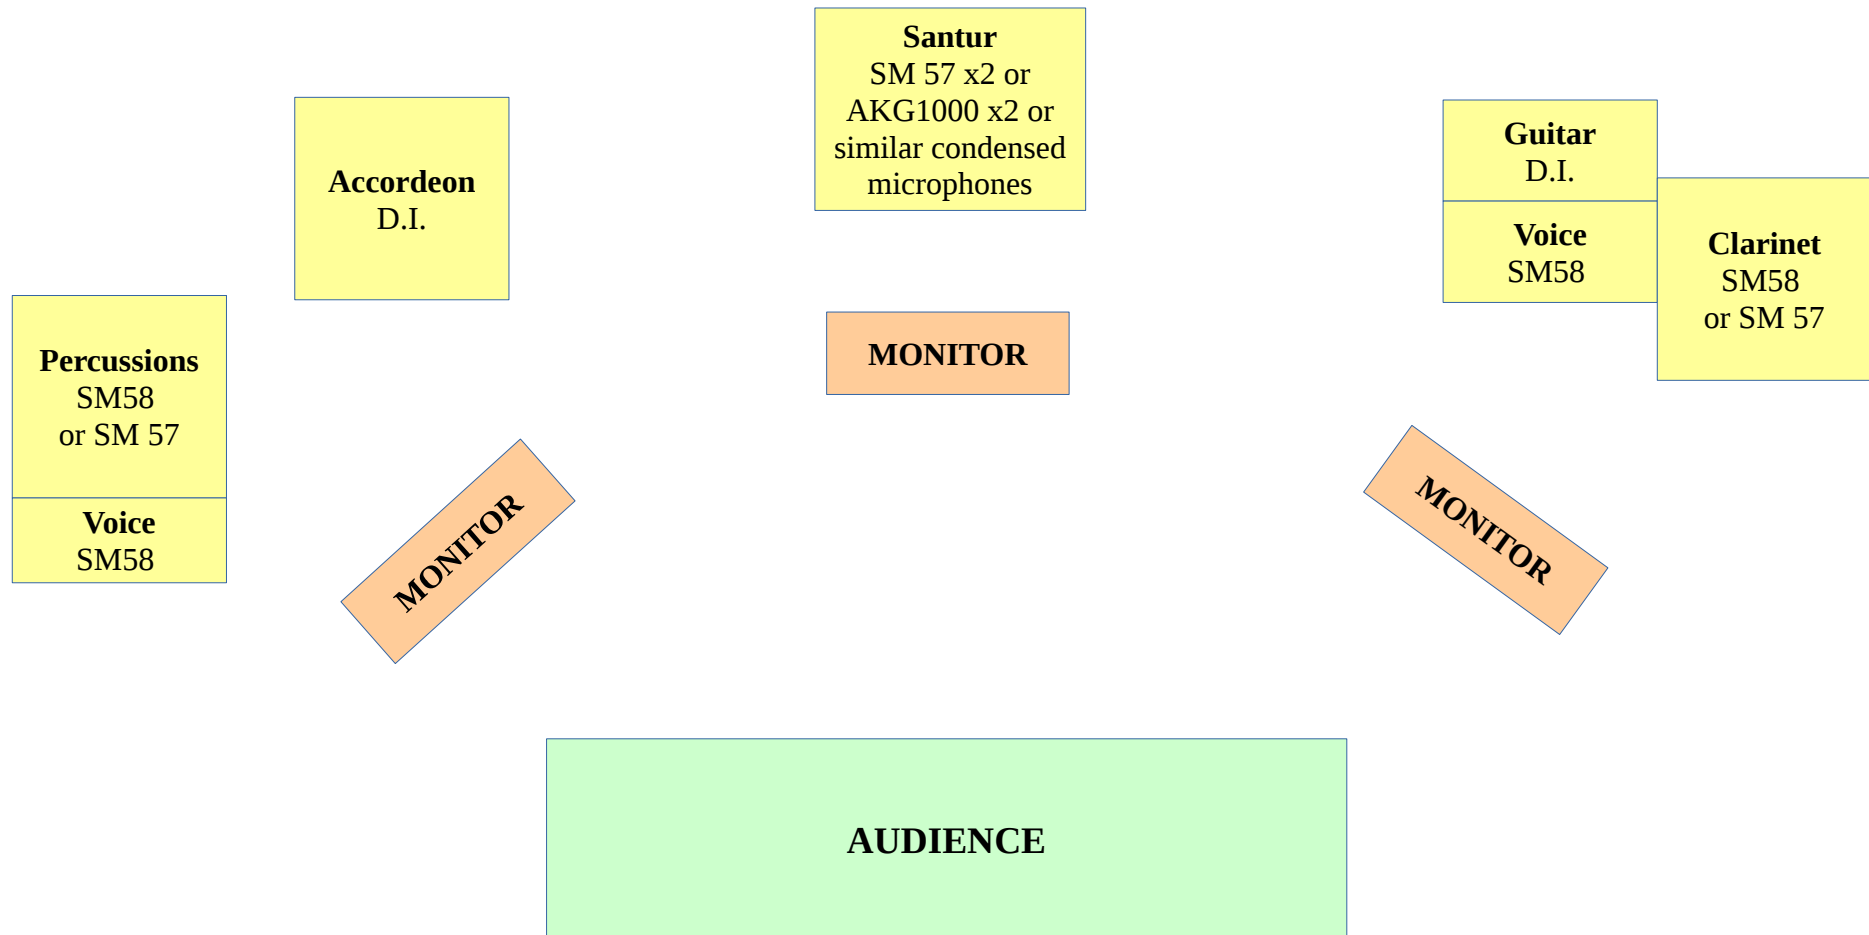 Santur
SM 57 x2 or
AKG1000 x2 or
similar condensed
microphones
Accordeon
D.I.
Guitar
D.I.
Voice
SM58
Clarinet
SM58
or SM 57
Percussions
SM58
or SM 57
Voice
SM58
MONITOR
MONITOR
MONITOR
AUDIENCE